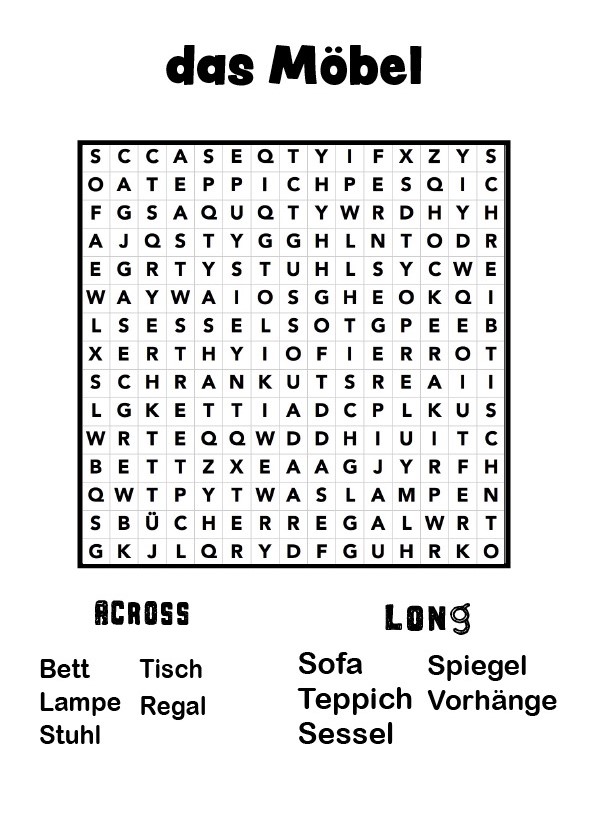 das Möbel
S C C A S E Q T Y I F X Z Y S
O A T E P P I C H P E S Q I C
F G S A Q U Q T Y W R D H Y H
A J Q S T Y G G H L N T O D R
E G R T Y S T U H L S Y C W E
W A Y W A I O S G H E O K Q I
L S E S S E L S O T G P E E B
X E R T H Y I O F I E R R O T
S C H R A N K U T S R E A I I
L G K E T T I A D C P L K U S
W R T E Q Q W D D H I U I T C
B E T T Z X E A A G J Y R F H
Q W T P Y T W A S L A M P E N
S B Ü C H E R R E G A L W R T
G K J L Q R Y D F G U H R K O
ACROSS
LONG
Bett Tisch
Lampe Regal
Stuhl
Sofa Spiegel
Teppich Vorhänge
Sessel